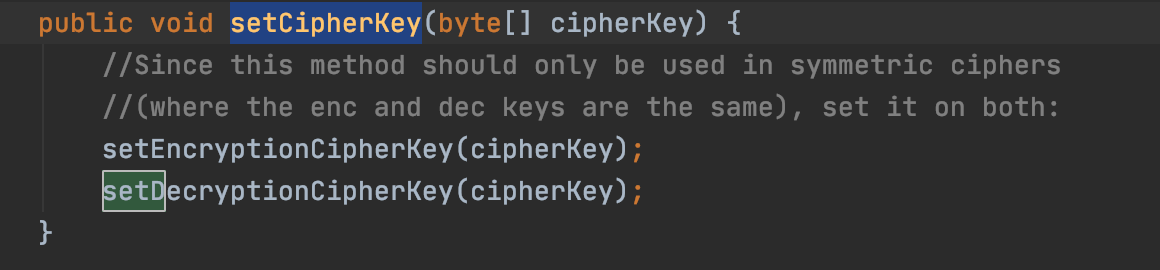 public void setCipherKey(byte[] cipherKey) {
//Since this method should only be used in symmetric ciphers
//(where the enc and dec keys are the same), set it on both:
setEncryptionCipherKey(cipherKey);
setDecryptionCipherKey(cipherKey);
}